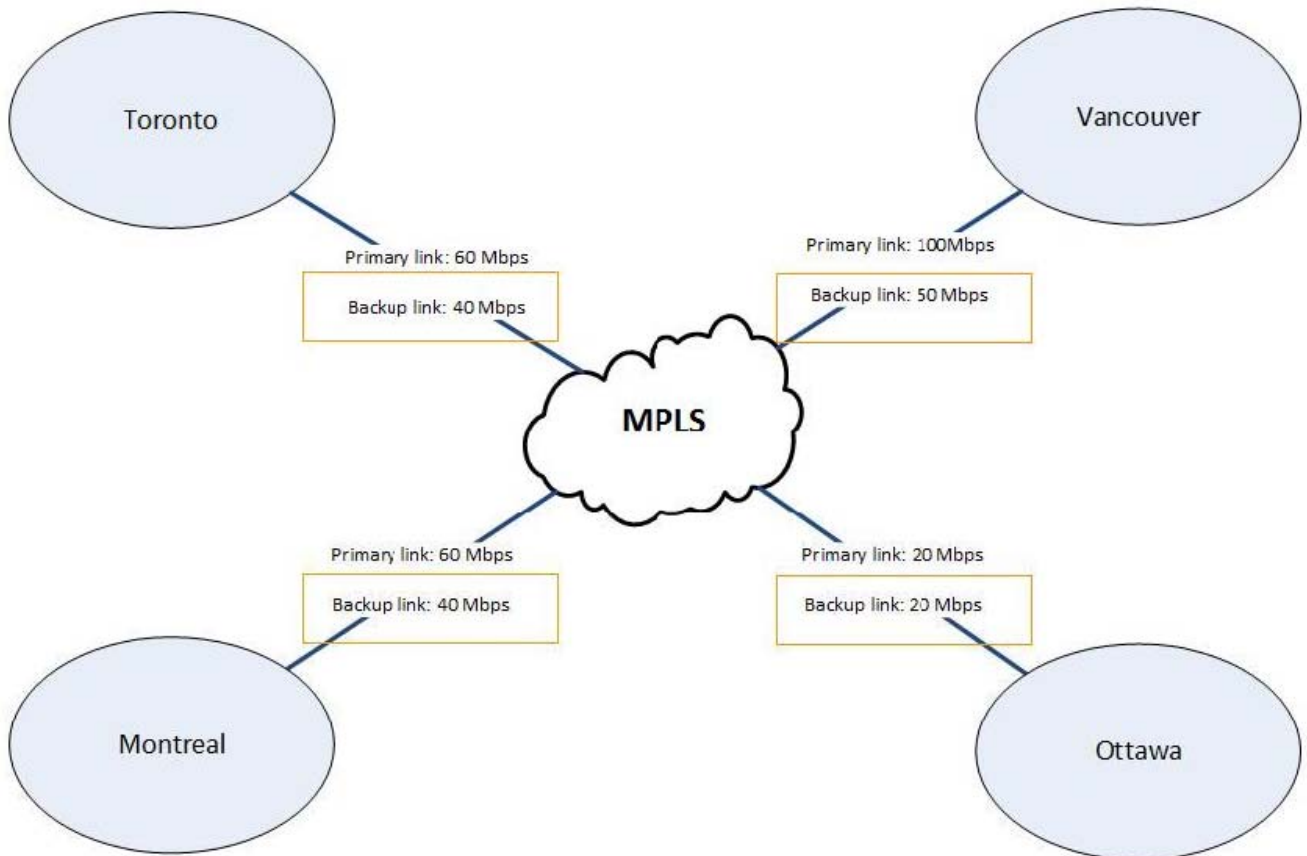 Toronto
Vancouver
Primary link: 60 Mbps
Backup link: 40 Mbps
Primary link: 100Mbps
Backup link: 50 Mbps
MPLS
Primary link: 60 Mbps
Backup link: 40 Mbps
Primary link: 20 Mbps
Backup link: 20 Mbps
Montreal
Ottawa